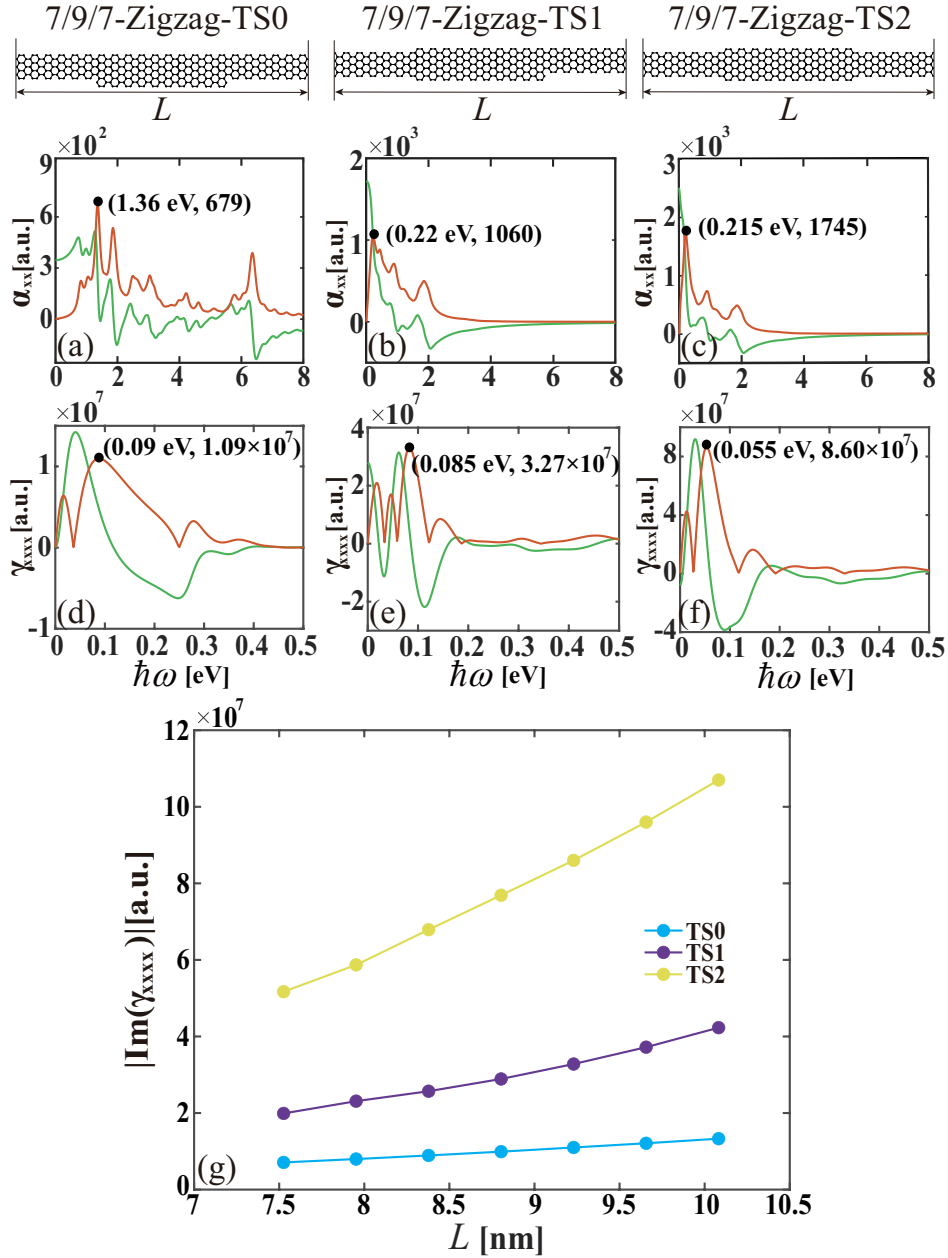 7/9/7-Zigzag-TS0 7/9/7-Zigzag-TS1 7/9/7-Zigzag-TS2
L L L
×10²
9
6
3
0
α_xx[a.u.]
(1.36 eV, 679)
(a)
0 2 4 6 8
×10³
2
1
0
α_xx[a.u.]
(0.22 eV, 1060)
(b)
0 2 4 6 8
×10³
3
2
1
0
α_xx[a.u.]
(0.215 eV, 1745)
(c)
0 2 4 6 8
×10⁷
1
0
-1
γ_xxxx[a.u.]
(0.09 eV, 1.09×10⁷)
(d)
0 0.1 0.2 0.3 0.4 0.5
ħω [eV]
×10⁷
4
2
0
-2
γ_xxxx[a.u.]
(0.085 eV, 3.27×10⁷)
(e)
0 0.1 0.2 0.3 0.4 0.5
ħω [eV]
×10⁷
8
4
0
-4
γ_xxxx[a.u.]
(0.055 eV, 8.60×10⁷)
(f)
0 0.1 0.2 0.3 0.4 0.5
ħω [eV]
×10⁷
12
10
8
6
4
2
0
|Im(γ_xxxx)|[a.u.]
TS0
TS1
TS2
(g)
7 7.5 8 8.5 9 9.5 10 10.5
L [nm]